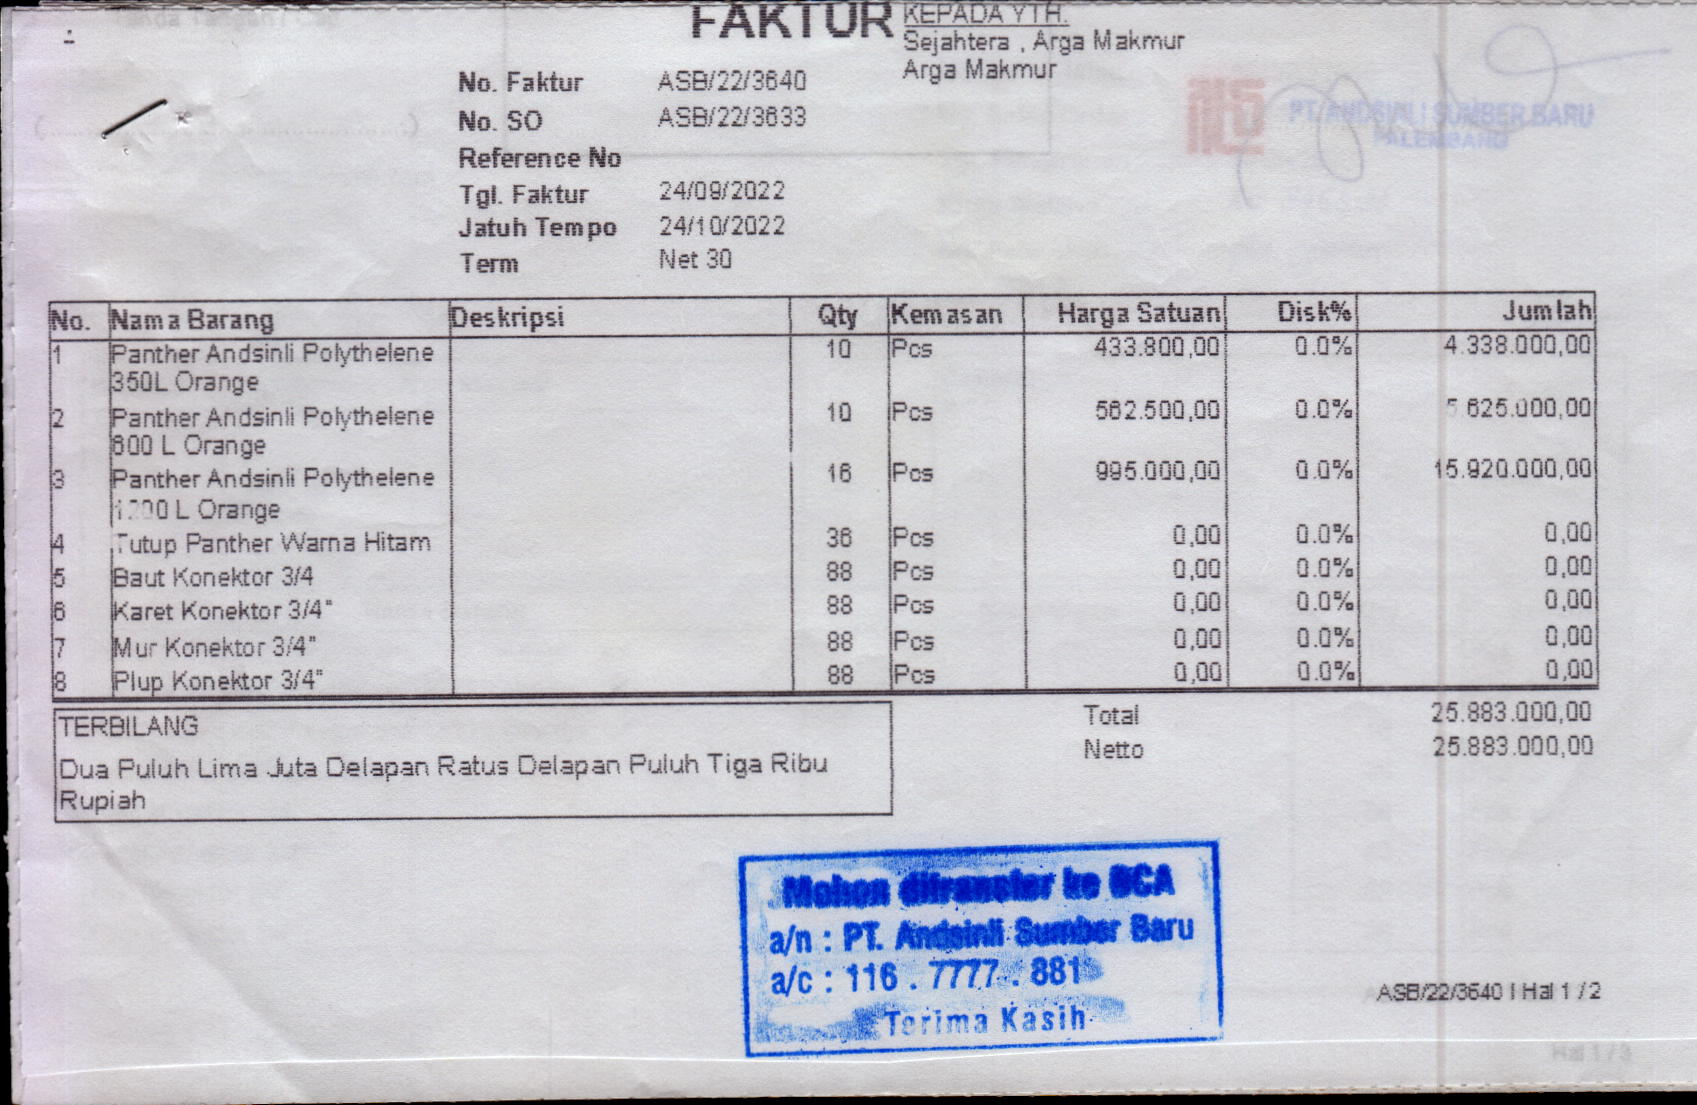 FAKTUR
KEPADA YTH.
Sejahtera , Arga Makmur
Arga Makmur
No. Faktur ASB/22/3640
No. SO ASB/22/3633
Reference No
Tgl. Faktur 24/09/2022
Jatuh Tempo 24/10/2022
Term Net 30
PT. ANDSINLI SUMBER BARU
PALEMBANG
No. Nama Barang Deskripsi Qty Kemasan Harga Satuan Disk% Jumlah
1 Panther Andsinli Polythelene 10 Pcs 433.800,00 0.0% 4.338.000,00
350L Orange
2 Panther Andsinli Polythelene 10 Pcs 562.500,00 0.0% 5.625.000,00
600 L Orange
3 Panther Andsinli Polythelene 16 Pcs 995.000,00 0.0% 15.920.000,00
L Orange
4 Tutup Panther Warna Hitam 36 Pcs 0,00 0.0% 0,00
5 Baut Konektor 3/4 88 Pcs 0,00 0.0% 0,00
6 Karet Konektor 3/4" 88 Pcs 0,00 0.0% 0,00
7 Mur Konektor 3/4" 88 Pcs 0,00 0.0% 0,00
8 Plup Konektor 3/4" 88 Pcs 0,00 0.0% 0,00
TERBILANG
Dua Puluh Lima Juta Delapan Ratus Delapan Puluh Tiga Ribu
Rupiah
Total 25.883.000,00
Netto 25.883.000,00
Mohon ditransfer ke BCA
a/n : PT. Andsinli Sumber Baru
a/c : 116 . 7777 . 881
Terima Kasih
ASB/22/3640 | Hal 1 / 2
Hal 1 / 3